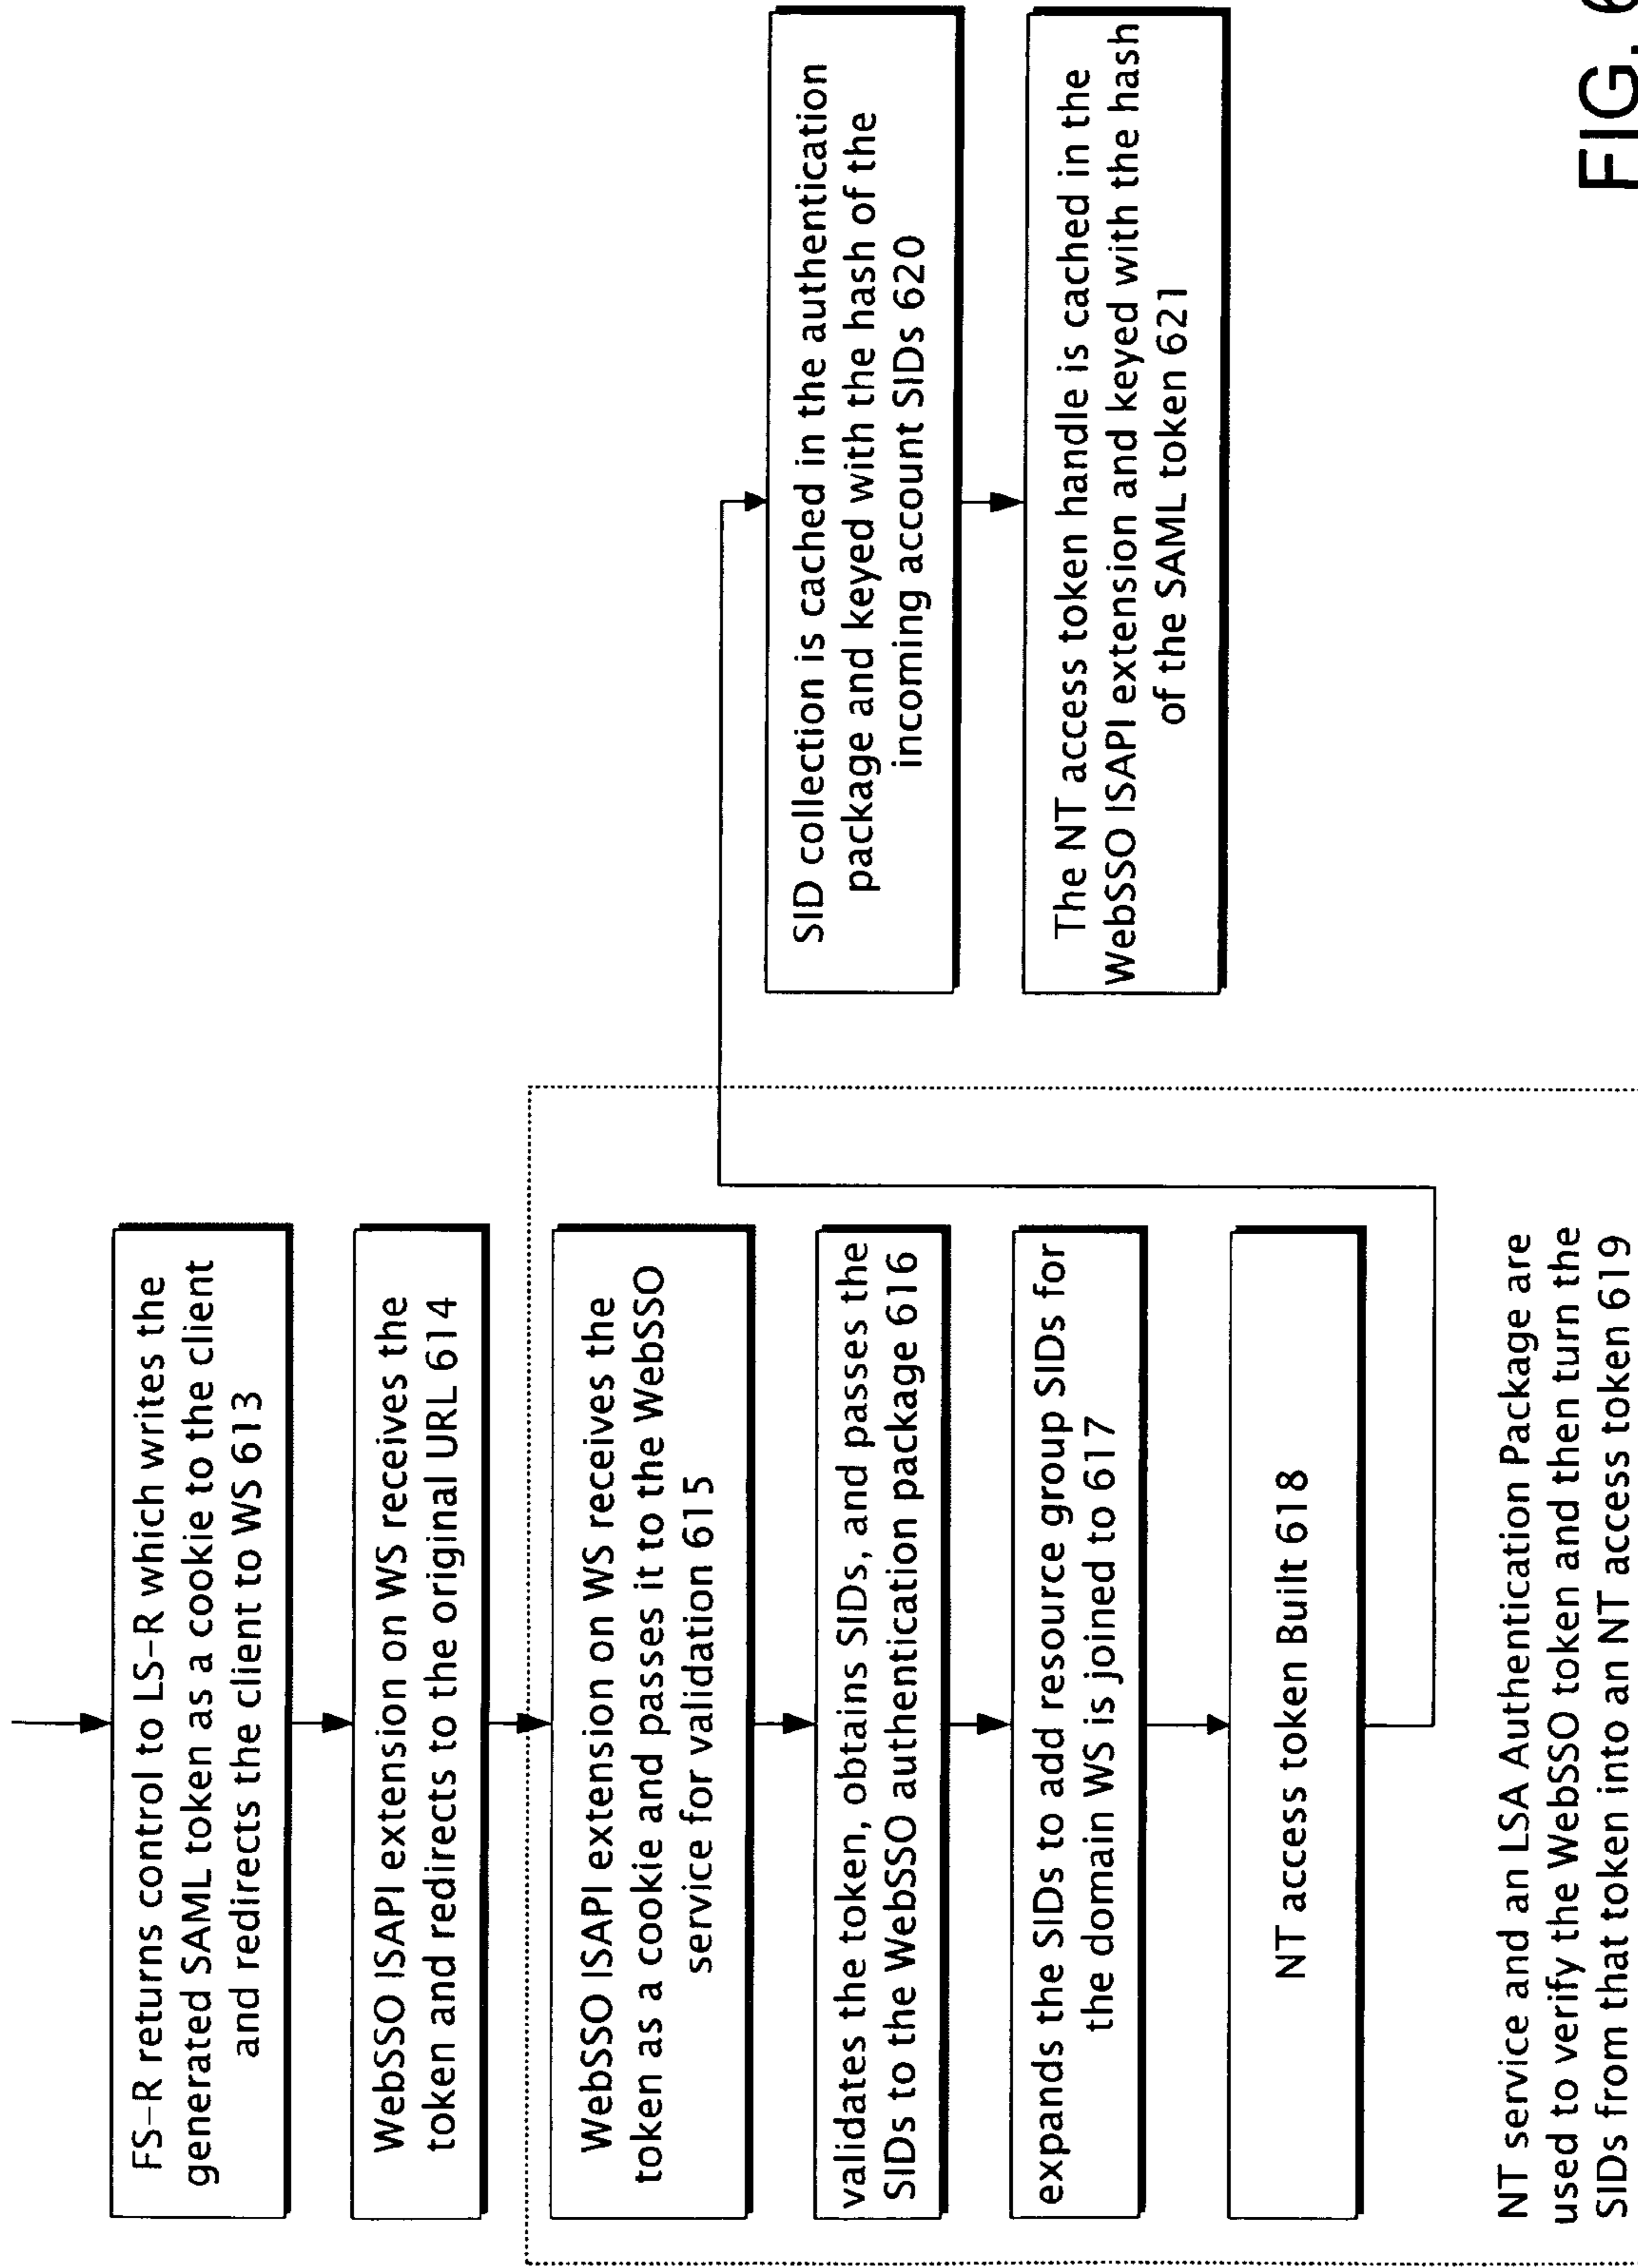 FS-R returns control to LS-R which writes the
generated SAML token as a cookie to the client
and redirects the client to WS 613
WebSSO ISAPI extension on WS receives the
token and redirects to the original URL 614
WebSSO ISAPI extension on WS receives the
token as a cookie and passes it to the WebSSO
service for validation 615
validates the token, obtains SIDs, and passes the
SIDs to the WebSSO authentication package 616
expands the SIDs to add resource group SIDs for
the domain WS is joined to 617
NT access token Built 618
NT service and an LSA Authentication Package are
used to verify the WebSSO token and then turn the
SIDs from that token into an NT access token 619
SID collection is cached in the authentication
package and keyed with the hash of the
incoming account SIDs 620
The NT access token handle is cached in the
WebSSO ISAPI extension and keyed with the hash
of the SAML token 621
FIG.